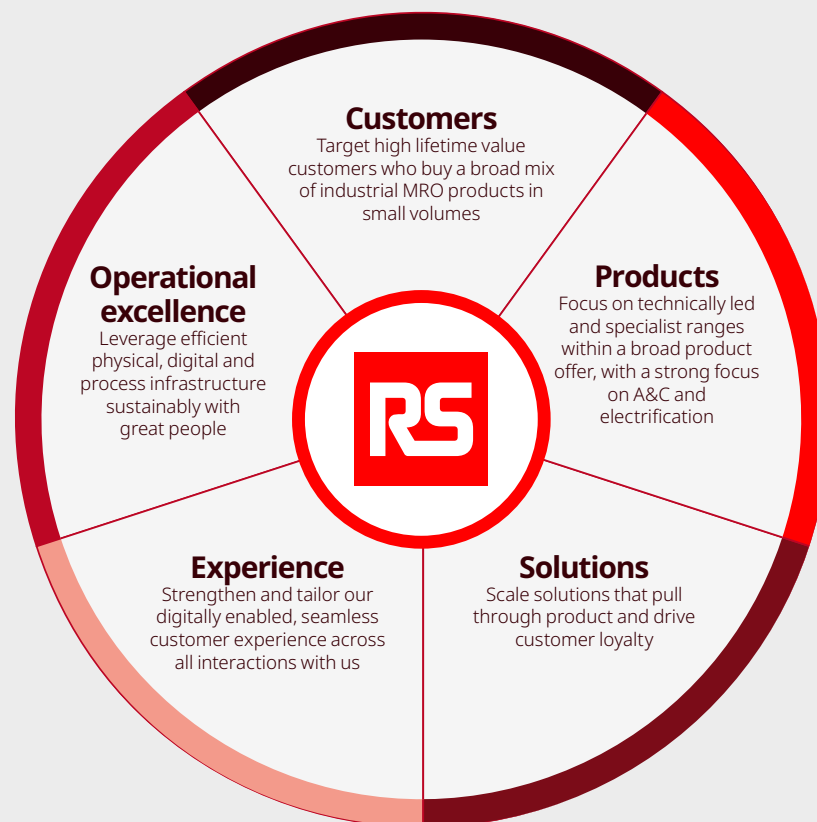 Customers
Target high lifetime value
customers who buy a broad mix
of industrial MRO products in
small volumes
Products
Focus on technically led
and specialist ranges
within a broad product
offer, with a strong focus
on A&C and
electrification
Solutions
Scale solutions that pull
through product and drive
customer loyalty
Experience
Strengthen and tailor our
digitally enabled, seamless
customer experience across
all interactions with us
Operational
excellence
Leverage efficient
physical, digital and
process infrastructure
sustainably with
great people
RS